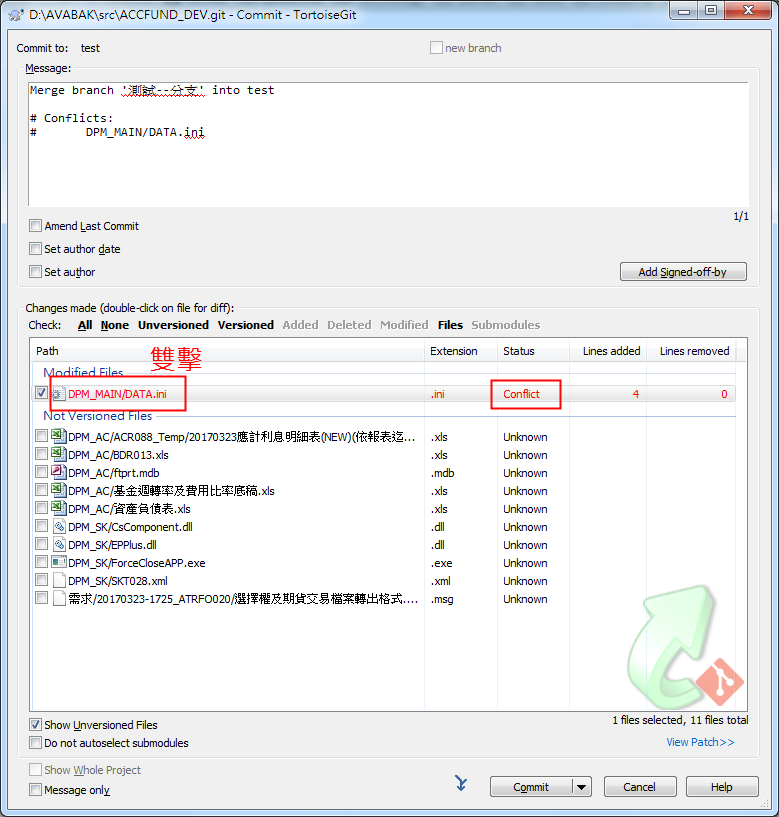 D:\AVABAK\src\ACCFUND_DEV.git - Commit - TortoiseGit
Commit to: test
new branch
Message:
Merge branch '測試--分支' into test
# Conflicts:
# DPM_MAIN/DATA.ini
1/1
Amend Last Commit
Set author date
Set author
Add Signed-off-by
Changes made (double-click on file for diff):
Check: All None Unversioned Versioned Added Deleted Modified Files Submodules
Path Extension Status Lines added Lines removed
雙擊
Modified Files
DPM_MAIN/DATA.ini .ini Conflict 4 0
Not Versioned Files
DPM_AC/ACR088_Temp/20170323應計利息明細表(NEW)(依報表迄... .xls Unknown
DPM_AC/BDR013.xls .xls Unknown
DPM_AC/ftprt.mdb .mdb Unknown
DPM_AC/基金週轉率及費用比率底稿.xls .xls Unknown
DPM_AC/資產負債表.xls .xls Unknown
DPM_SK/CsComponent.dll .dll Unknown
DPM_SK/EPPlus.dll .dll Unknown
DPM_SK/ForceCloseAPP.exe .exe Unknown
DPM_SK/SKT028.xml .xml Unknown
需求/20170323-1725_ATRFO020/選擇權及期貨交易檔案轉出格式.... .msg Unknown
Show Unversioned Files
1 files selected, 11 files total
Do not autoselect submodules
View Patch>>
Show Whole Project
Message only
Commit
Cancel
Help